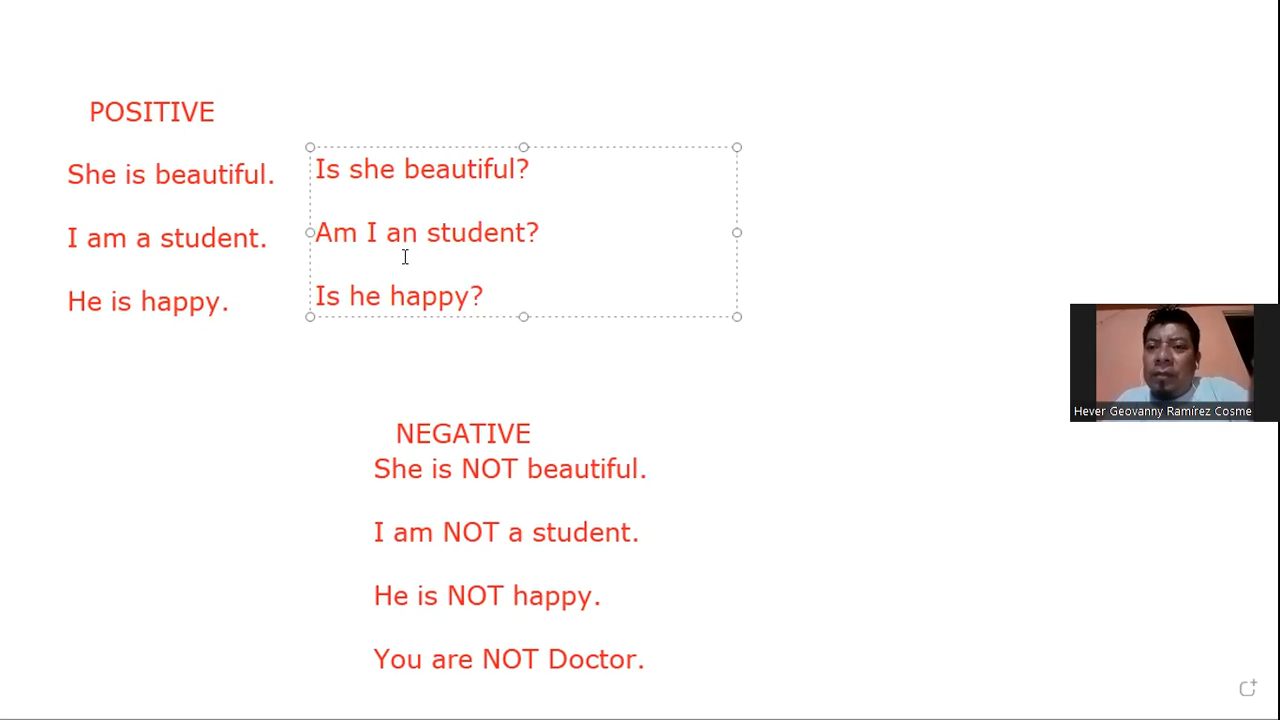 POSITIVE
She is beautiful.
I am a student.
He is happy.
Is she beautiful?
Am I an student?
Is he happy?
Hever Geovanny Ramírez Cosme
NEGATIVE
She is NOT beautiful.
I am NOT a student.
He is NOT happy.
You are NOT Doctor.